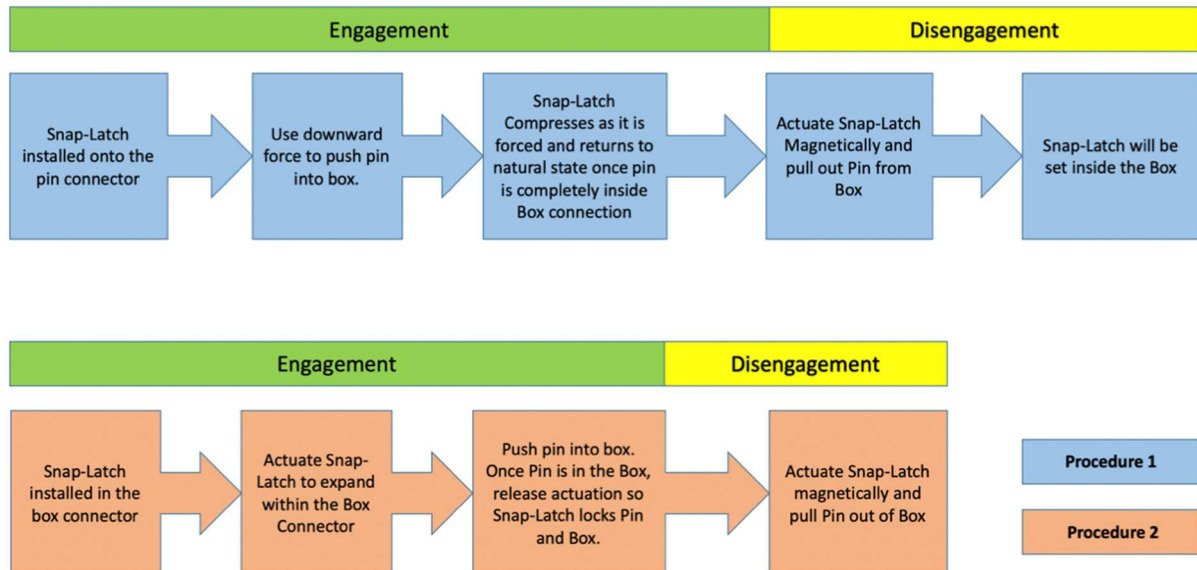 Engagement
Disengagement
Snap-Latch
installed onto the
pin connector
Use downward
force to push pin
into box.
Snap-Latch
Compresses as it is
forced and returns to
natural state once pin
is completely inside
Box connection
Actuate Snap-Latch
Magnetically and
pull out Pin from
Box
Snap-Latch will be
set inside the Box
Engagement
Disengagement
Snap-Latch
installed in the
box connector
Actuate Snap-
Latch to expand
within the Box
Connector
Push pin into box.
Once Pin is in the Box,
release actuation so
Snap-Latch locks Pin
and Box.
Actuate Snap-Latch
magnetically and
pull Pin out of Box
Procedure 1
Procedure 2